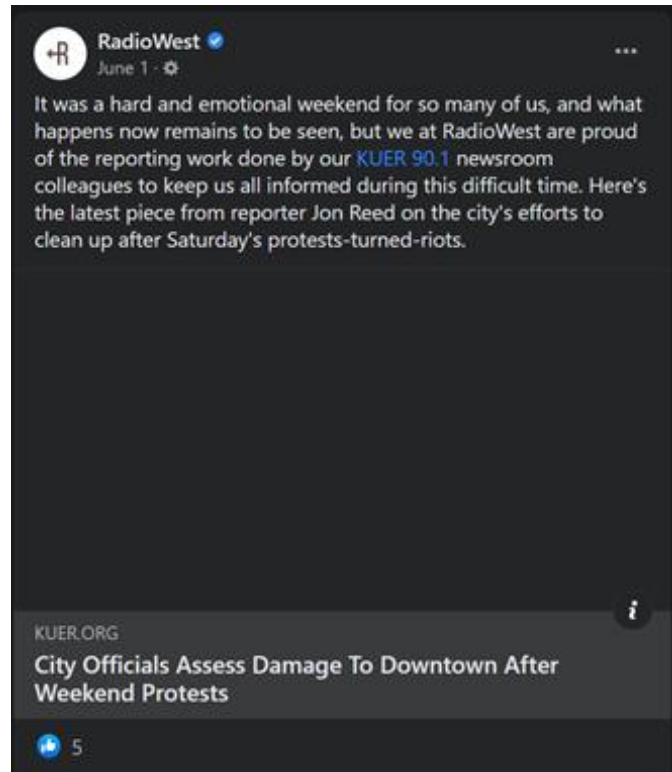 RadioWest
June 1 ·
It was a hard and emotional weekend for so many of us, and what
happens now remains to be seen, but we at RadioWest are proud
of the reporting work done by our KUER 90.1 newsroom
colleagues to keep us all informed during this difficult time. Here's
the latest piece from reporter Jon Reed on the city's efforts to
clean up after Saturday's protests-turned-riots.
KUER.ORG
City Officials Assess Damage To Downtown After
Weekend Protests
5